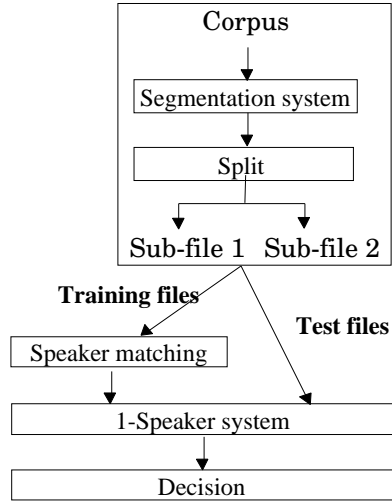 Corpus
Segmentation system
Split
Sub-file 1 Sub-file 2
Training files
Test files
Speaker matching
1-Speaker system
Decision